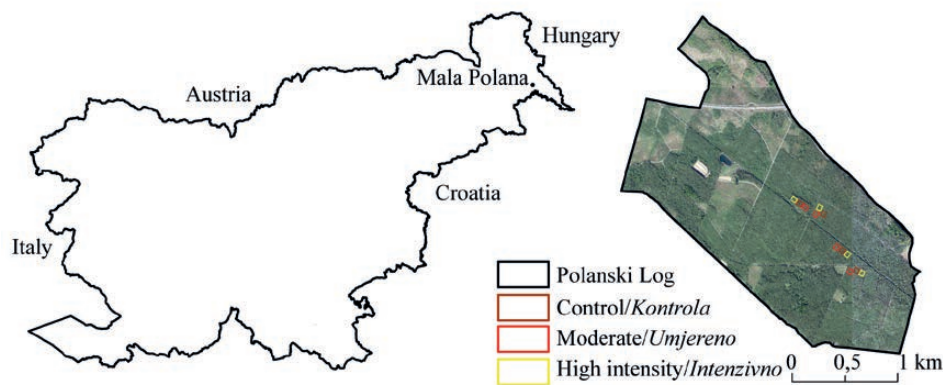 Hungary
Mala Polana
Austria
Croatia
Italy
Polanski Log
Control/Kontrola
Moderate/Umjereno
High intensity/Intenzivno
0 0,5 1 km